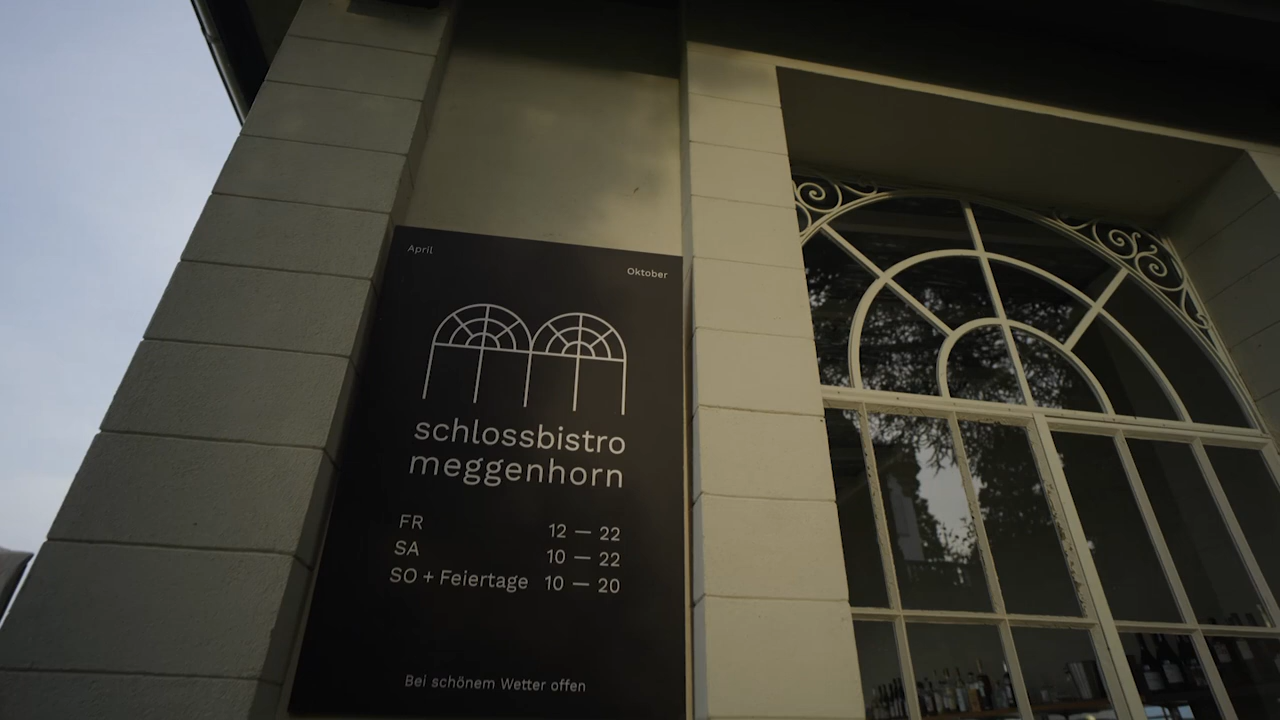 April
Oktober
schlossbistro
meggenhorn
FR 12 — 22
SA 10 — 22
SO + Feiertage 10 — 20
Bei schönem Wetter offen